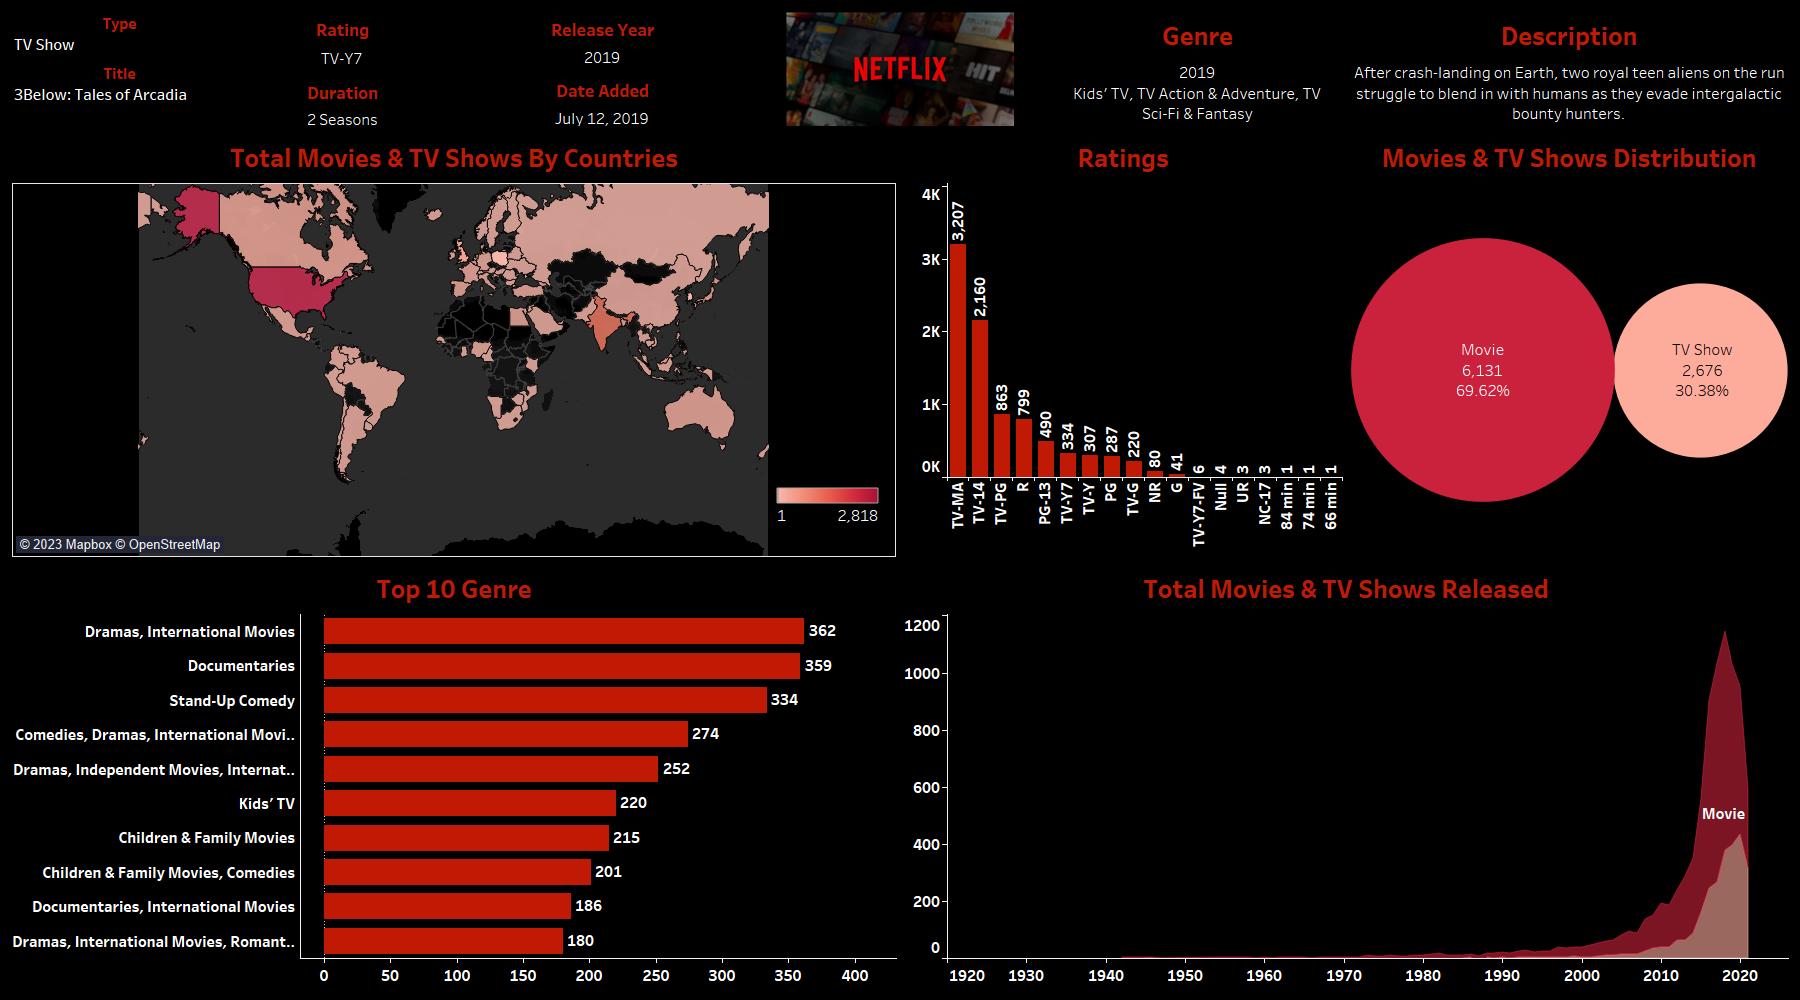 Type
TV Show
Title
3Below: Tales of Arcadia
Rating
TV-Y7
Duration
2 Seasons
Release Year
2019
Date Added
July 12, 2019
NETFLIX
HIT
Genre
2019
Kids’ TV, TV Action & Adventure, TV
Sci-Fi & Fantasy
Description
After crash-landing on Earth, two royal teen aliens on the run
struggle to blend in with humans as they evade intergalactic
bounty hunters.
Total Movies & TV Shows By Countries
1 2,818
© 2023 Mapbox © OpenStreetMap
Ratings
4K
3K
2K
1K
0K
3,207
2,160
863
799
490
334
307
287
220
80
41
6
4
3
3
1
1
1
TV-MA
TV-14
TV-PG
R
PG-13
TV-Y7
TV-Y
PG
TV-G
NR
G
TV-Y7-FV
Null
UR
NC-17
84 min
74 min
66 min
Movies & TV Shows Distribution
Movie
6,131
69.62%
TV Show
2,676
30.38%
Top 10 Genre
Dramas, International Movies 362
Documentaries 359
Stand-Up Comedy 334
Comedies, Dramas, International Movi.. 274
Dramas, Independent Movies, Internat.. 252
Kids’ TV 220
Children & Family Movies 215
Children & Family Movies, Comedies 201
Documentaries, International Movies 186
Dramas, International Movies, Romant.. 180
0 50 100 150 200 250 300 350 400
Total Movies & TV Shows Released
1200
1000
800
600
400
200
0
Movie
1920 1930 1940 1950 1960 1970 1980 1990 2000 2010 2020